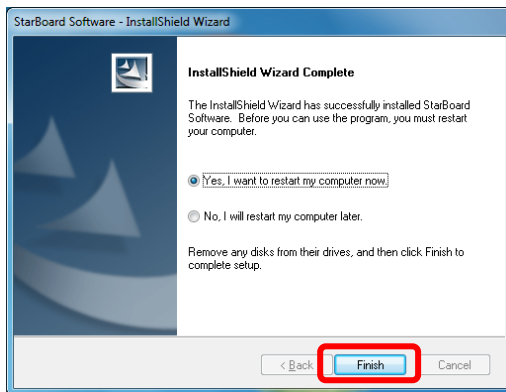 StarBoard Software - InstallShield Wizard
InstallShield Wizard Complete
The InstallShield Wizard has successfully installed StarBoard
Software. Before you can use the program, you must restart
your computer.
Yes, I want to restart my computer now.
No, I will restart my computer later.
Remove any disks from their drives, and then click Finish to
complete setup.
< Back Finish Cancel